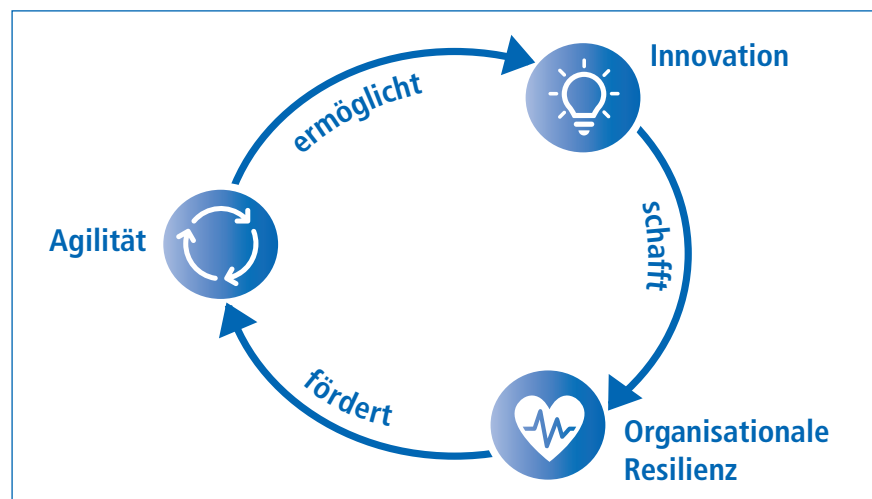 Innovation
ermöglicht
schafft
Agilität
fördert
Organisationale
Resilienz